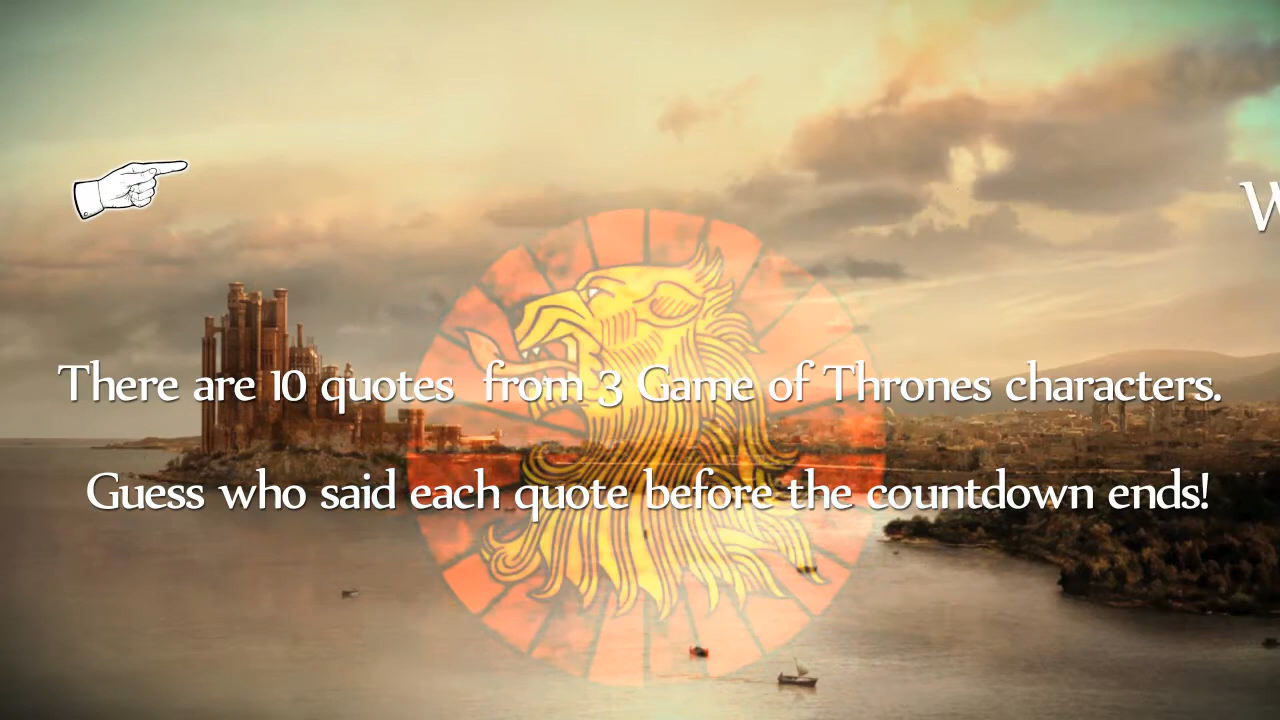 W
There are 10 quotes from 3 Game of Thrones characters.
Guess who said each quote before the countdown ends!